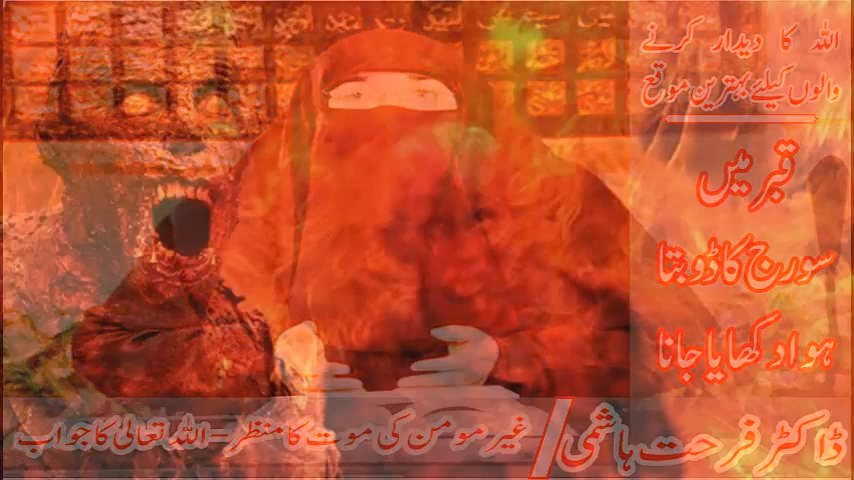 اللہ کا دیدار کرنے
والوں کیلئے بہترین موقع
قبر میں
سورج کا ڈوبتا
ہوا دکھایا جانا
ڈاکٹر فرحت ہاشمی / غیر مومن کی موت کا منظر - اللہ تعالیٰ کا جواب